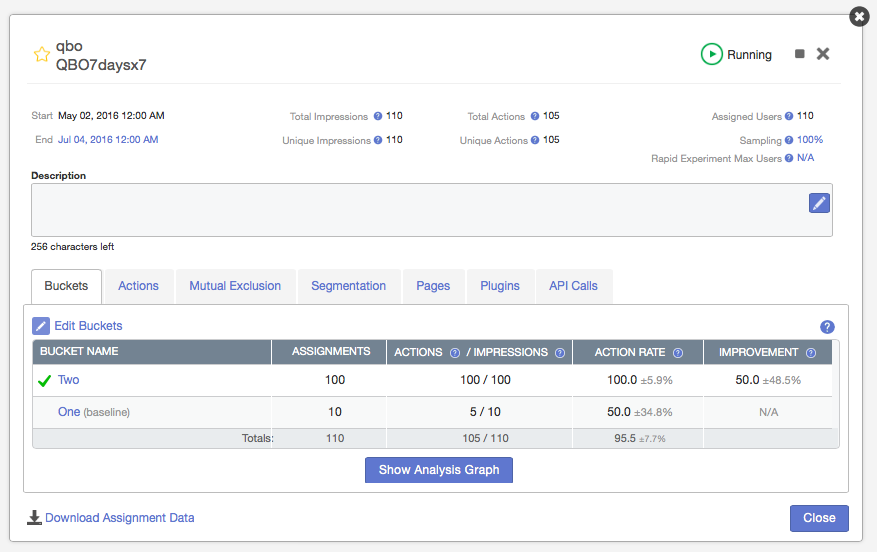 qbo
QBO7daysx7
Running
Start May 02, 2016 12:00 AM
Total Impressions ? 110
Total Actions ? 105
Assigned Users ? 110
End Jul 04, 2016 12:00 AM
Unique Impressions ? 110
Unique Actions ? 105
Sampling ? 100%
Rapid Experiment Max Users ? N/A
Description
256 characters left
Buckets Actions Mutual Exclusion Segmentation Pages Plugins API Calls
Edit Buckets ?
BUCKET NAME ASSIGNMENTS ACTIONS ? / IMPRESSIONS ? ACTION RATE ? IMPROVEMENT ?
Two 100 100 / 100 100.0 ±5.9% 50.0 ±48.5%
One (baseline) 10 5 / 10 50.0 ±34.8% N/A
Totals: 110 105 / 110 95.5 ±7.7%
Show Analysis Graph
Download Assignment Data
Close